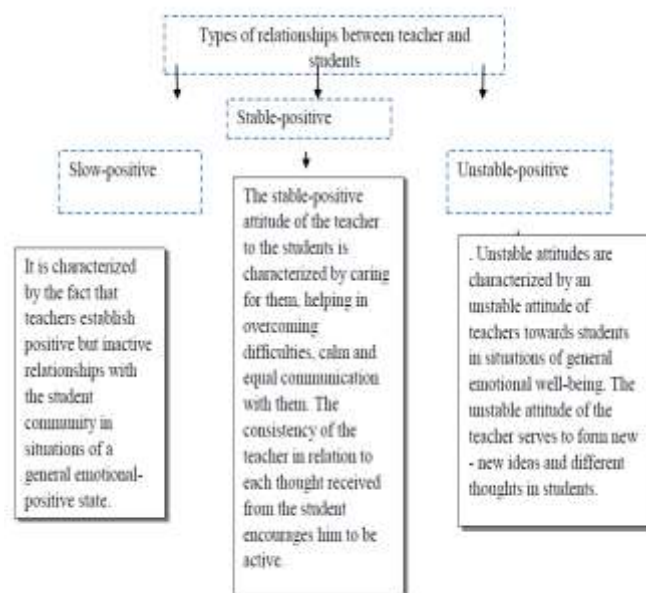 Types of relationships between teacher and
students
Stable-positive
Slow-positive
Unstable-positive
It is characterized
by the fact that
teachers establish
positive but inactive
relationships with
the student
community in
situations of a
general emotional-
positive state.
The stable-positive
attitude of the teacher
to the students is
characterized by caring
for them, helping in
overcoming
difficulties, calm and
equal communication
with them. The
consistency of the
teacher in relation to
each thought received
from the student
encourages him to be
active.
. Unstable attitudes are
characterized by an
unstable attitude of
teachers towards students
in situations of general
emotional well-being. The
unstable attitude of the
teacher serves to form new
- new ideas and different
thoughts in students.